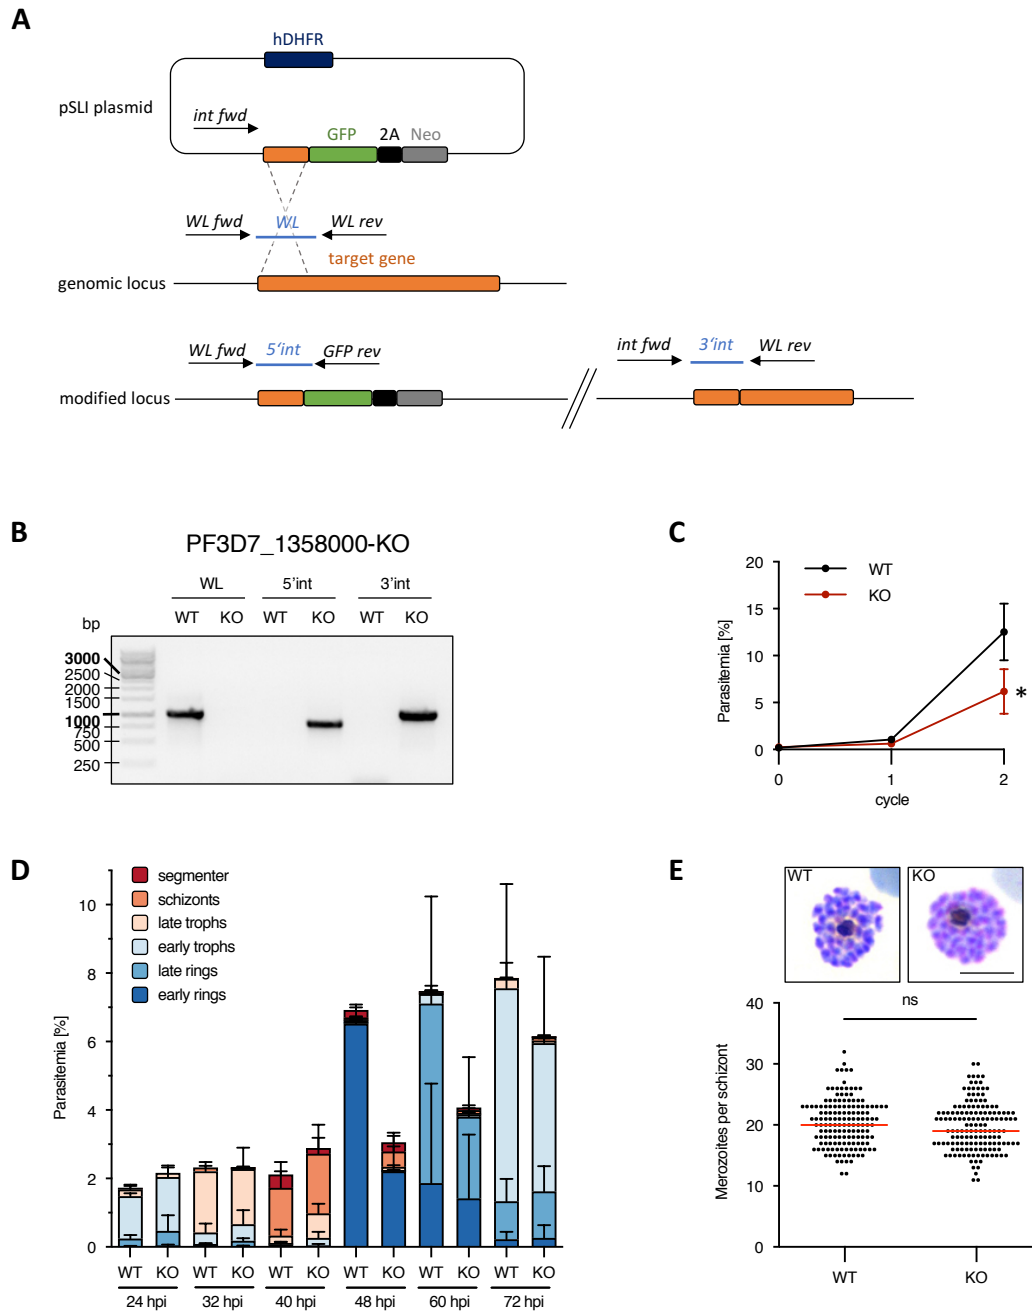 A
hDHFR
pSLI plasmid
int fwd
GFP 2A Neo
WL fwd WL WL rev
target gene
genomic locus
WL fwd 5‘int GFP rev
int fwd 3‘int WL rev
modified locus
B
PF3D7_1358000-KO
WL 5'int 3'int
WT KO WT KO WT KO
bp
3000
2500
2000
1500
1000
750
500
250
C
WT
KO
Parasitemia [%]
20
15
10
5
0
*
0 1 2
cycle
D
segmenter
schizonts
late trophs
early trophs
late rings
early rings
Parasitemia [%]
10
8
6
4
2
0
WT KO WT KO WT KO WT KO WT KO WT KO
24 hpi 32 hpi 40 hpi 48 hpi 60 hpi 72 hpi
E
WT KO
ns
Merozoites per schizont
40
30
20
10
0
WT KO